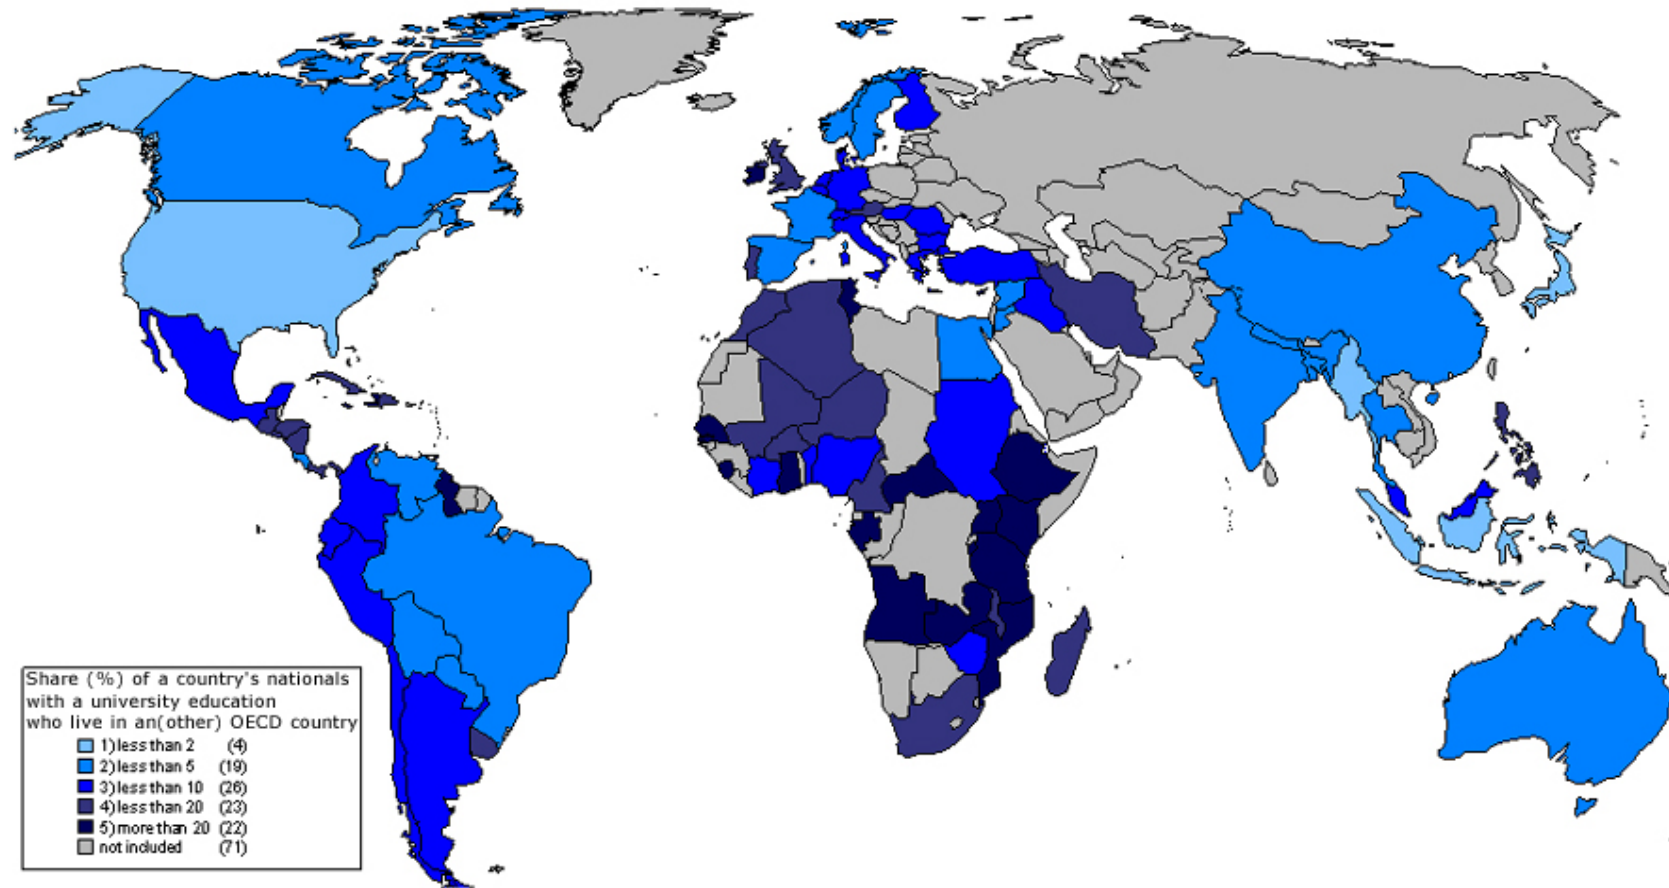 Share (%) of a country's nationals
with a university education
who live in an(other) OECD country
1) less than 2 (4)
2) less than 5 (19)
3) less than 10 (26)
4) less than 20 (23)
5) more than 20 (22)
not included (71)